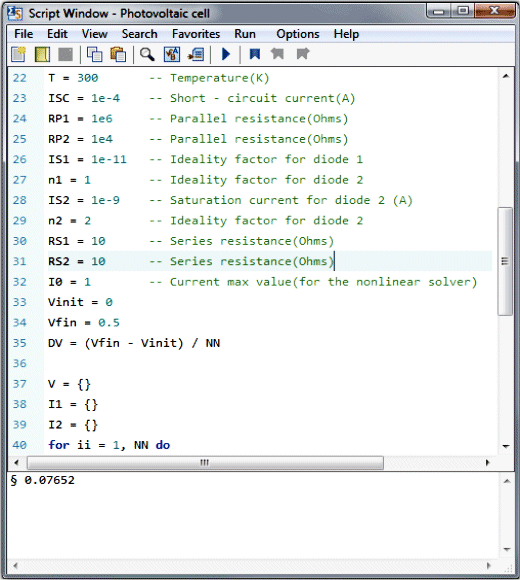 Script Window - Photovoltaic cell
File Edit View Search Favorites Run Options Help
22 T = 300 -- Temperature(K)
23 ISC = 1e-4 -- Short - circuit current(A)
24 RP1 = 1e6 -- Parallel resistance(Ohms)
25 RP2 = 1e4 -- Parallel resistance(Ohms)
26 IS1 = 1e-11 -- Ideality factor for diode 1
27 n1 = 1 -- Ideality factor for diode 2
28 IS2 = 1e-9 -- Saturation current for diode 2 (A)
29 n2 = 2 -- Ideality factor for diode 2
30 RS1 = 10 -- Series resistance(Ohms)
31 RS2 = 10 -- Series resistance(Ohms)
32 I0 = 1 -- Current max value(for the nonlinear solver)
33 Vinit = 0
34 Vfin = 0.5
35 DV = (Vfin - Vinit) / NN
36
37 V = {}
38 I1 = {}
39 I2 = {}
40 for ii = 1, NN do
§ 0.07652